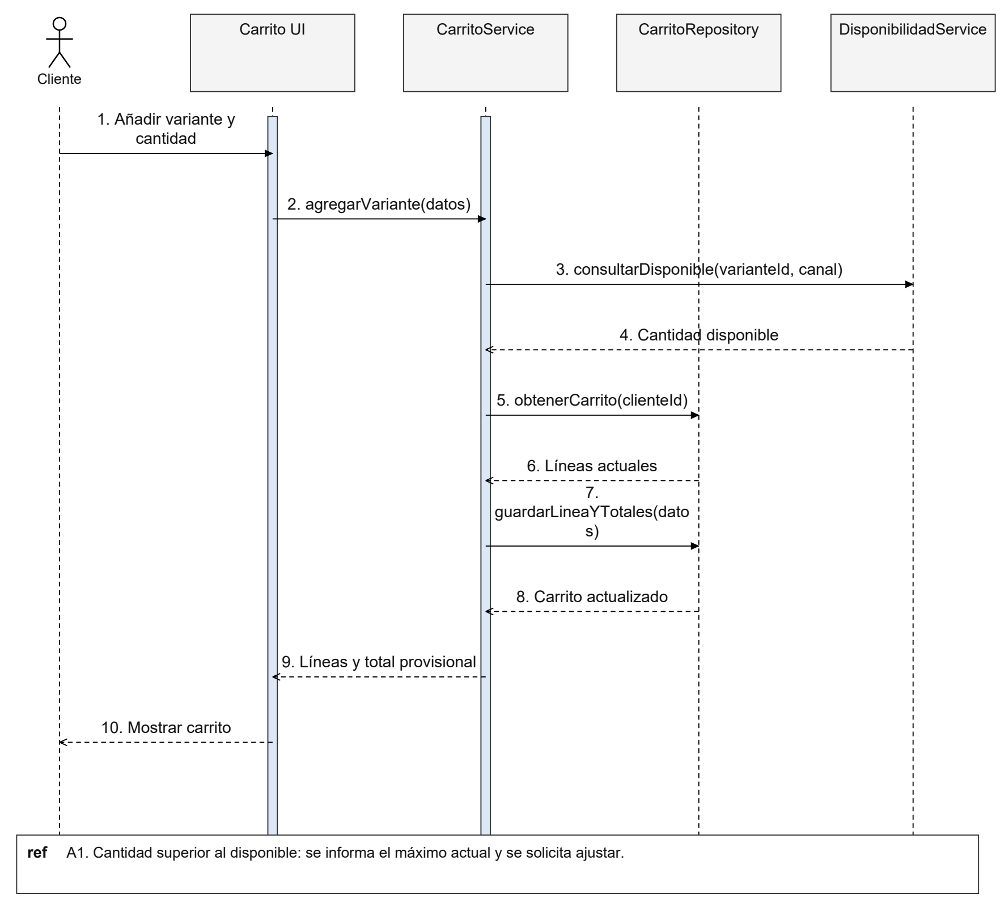 Cliente
Carrito UI
CarritoService
CarritoRepository
DisponibilidadService
1. Añadir variante y
cantidad
2. agregarVariante(datos)
3. consultarDisponible(varianteId, canal)
4. Cantidad disponible
5. obtenerCarrito(clienteId)
6. Líneas actuales
7.
guardarLineaYTotales(dato
s)
8. Carrito actualizado
9. Líneas y total provisional
10. Mostrar carrito
ref A1. Cantidad superior al disponible: se informa el máximo actual y se solicita ajustar.